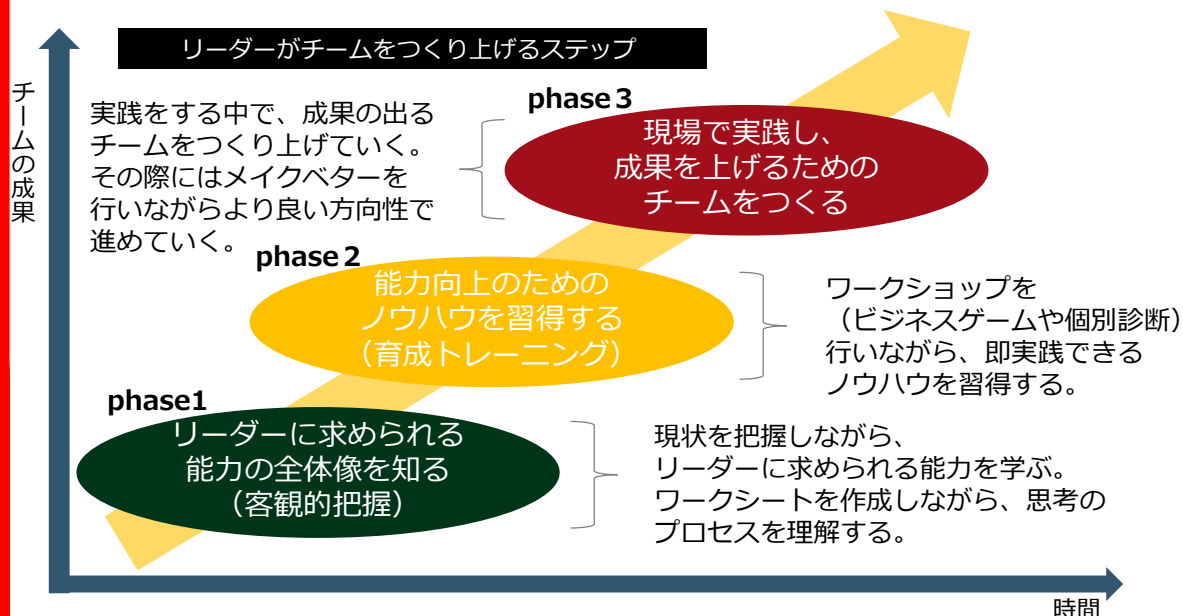 リーダーがチームをつくり上げるステップ
チームの成果
実践をする中で、成果の出る
チームをつくり上げていく。
その際にはメイクベターを
行いながらより良い方向性で
進めていく。
phase３
現場で実践し、
成果を上げるための
チームをつくる
phase２
能力向上のための
ノウハウを習得する
（育成トレーニング）
ワークショップを
（ビジネスゲームや個別診断）
行いながら、即実践できる
ノウハウを習得する。
phase1
リーダーに求められる
能力の全体像を知る
（客観的把握）
現状を把握しながら、
リーダーに求められる能力を学ぶ。
ワークシートを作成しながら、思考の
プロセスを理解する。
時間